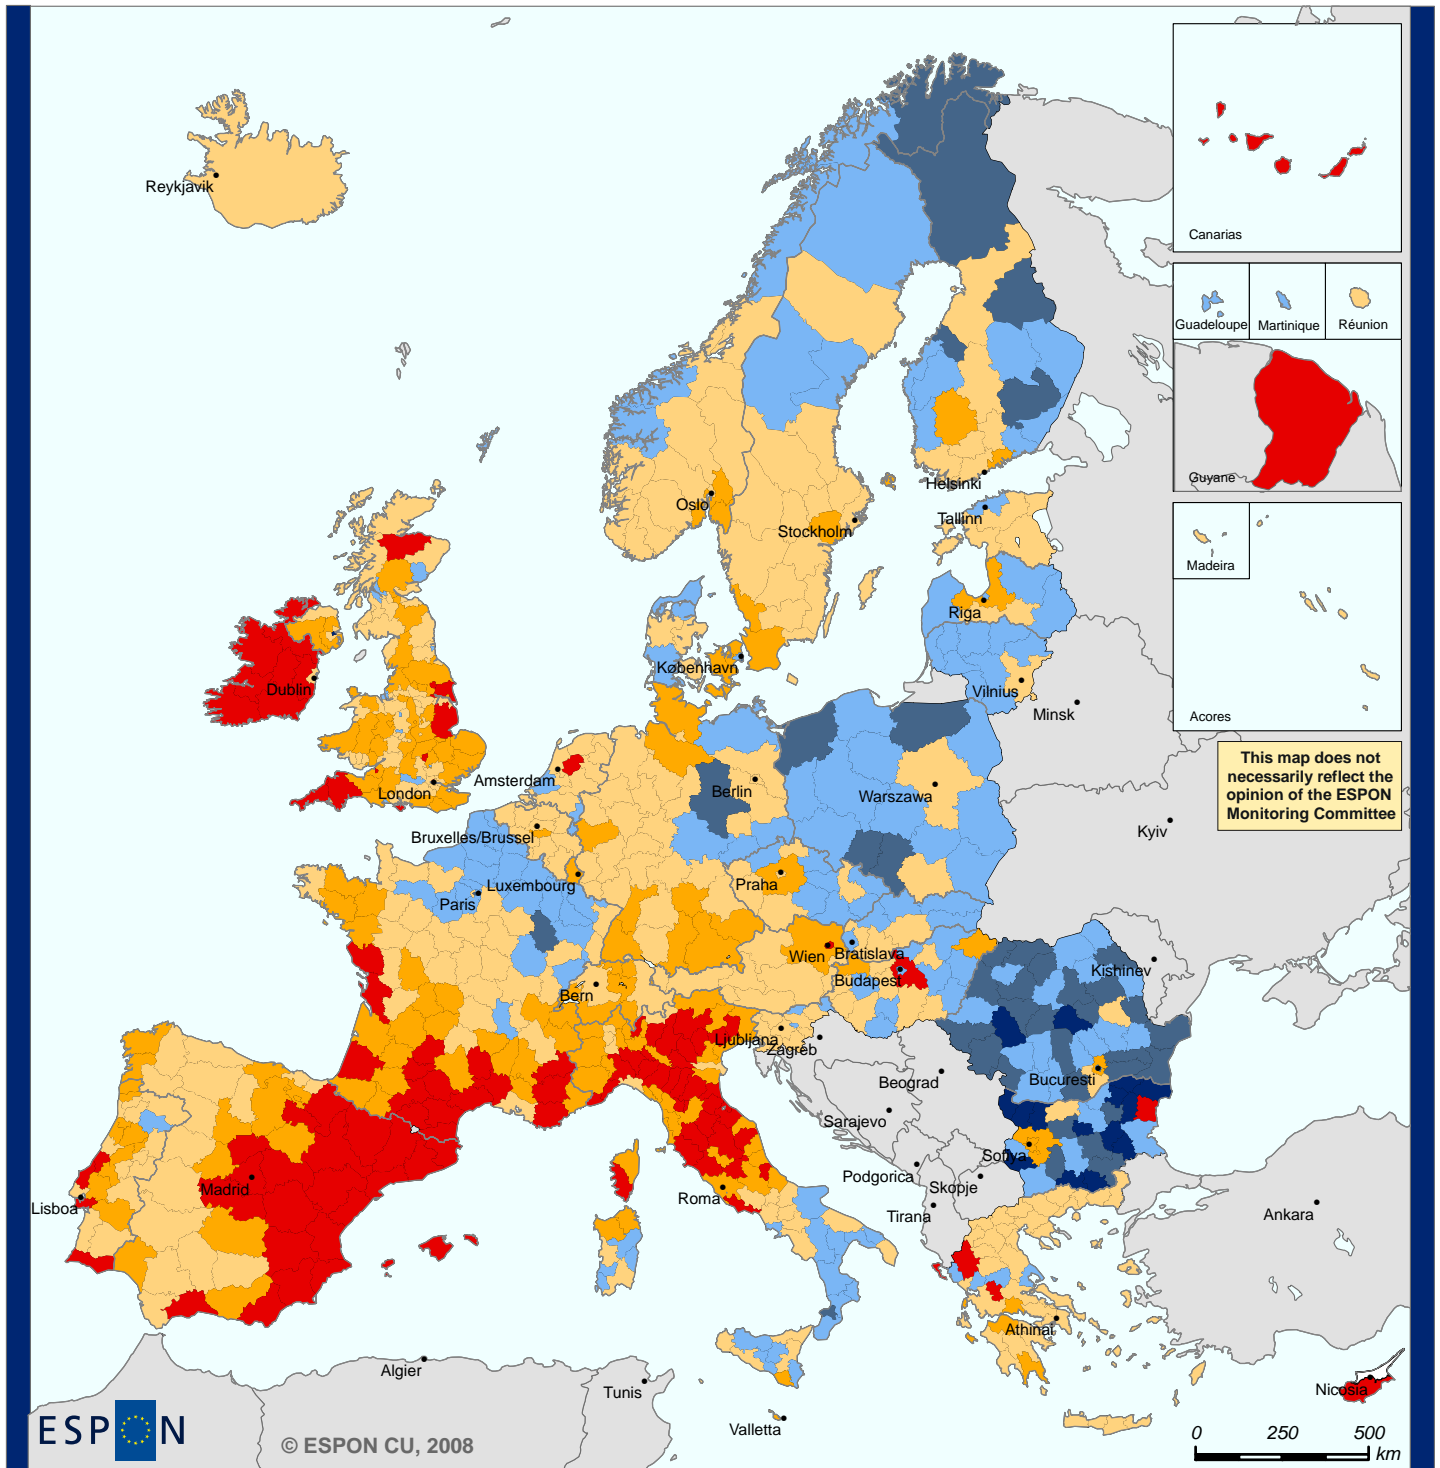 Reykjavik
Canarias
Guadeloupe
Martinique
Réunion
Guyane
Madeira
Acores
This map does not
necessarily reflect the
opinion of the ESPON
Monitoring Committee
Oslo
Helsinki
Stockholm
Tallinn
Riga
København
Dublin
Vilnius
Minsk
Amsterdam
London
Berlin
Warszawa
Kyiv
Bruxelles/Brussel
Luxembourg
Paris
Praha
Wien
Bratislava
Budapest
Kishinev
Bern
Ljubljana
Zagreb
Beograd
Bucuresti
Sarajevo
Sofiya
Podgorica
Skopje
Madrid
Roma
Lisboa
Tirana
Ankara
Athinai
Algier
Tunis
Nicosia
Valletta
ESPON
© ESPON CU, 2008
0 250 500
km